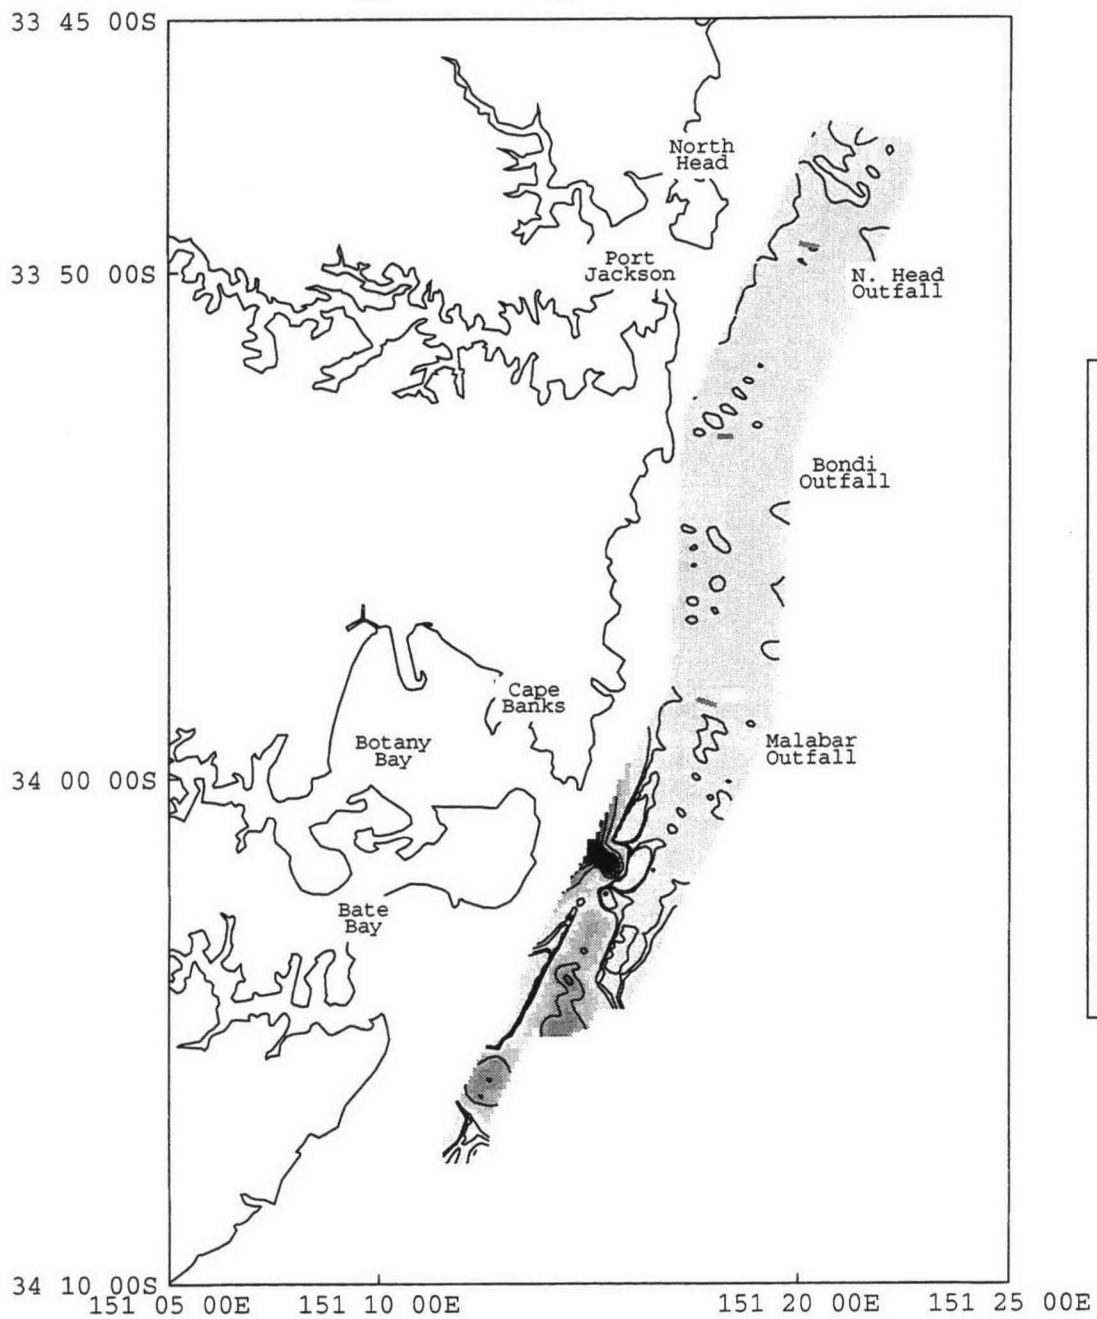 33 45 00S
North
Head
Port
Jackson
33 50 00S
N. Head
Outfall
Bondi
Outfall
Cape
Banks
Botany
Bay
Malabar
Outfall
34 00 00S
Bate
Bay
34 10 00S
151 05 00E
151 10 00E
151 20 00E
151 25 00E